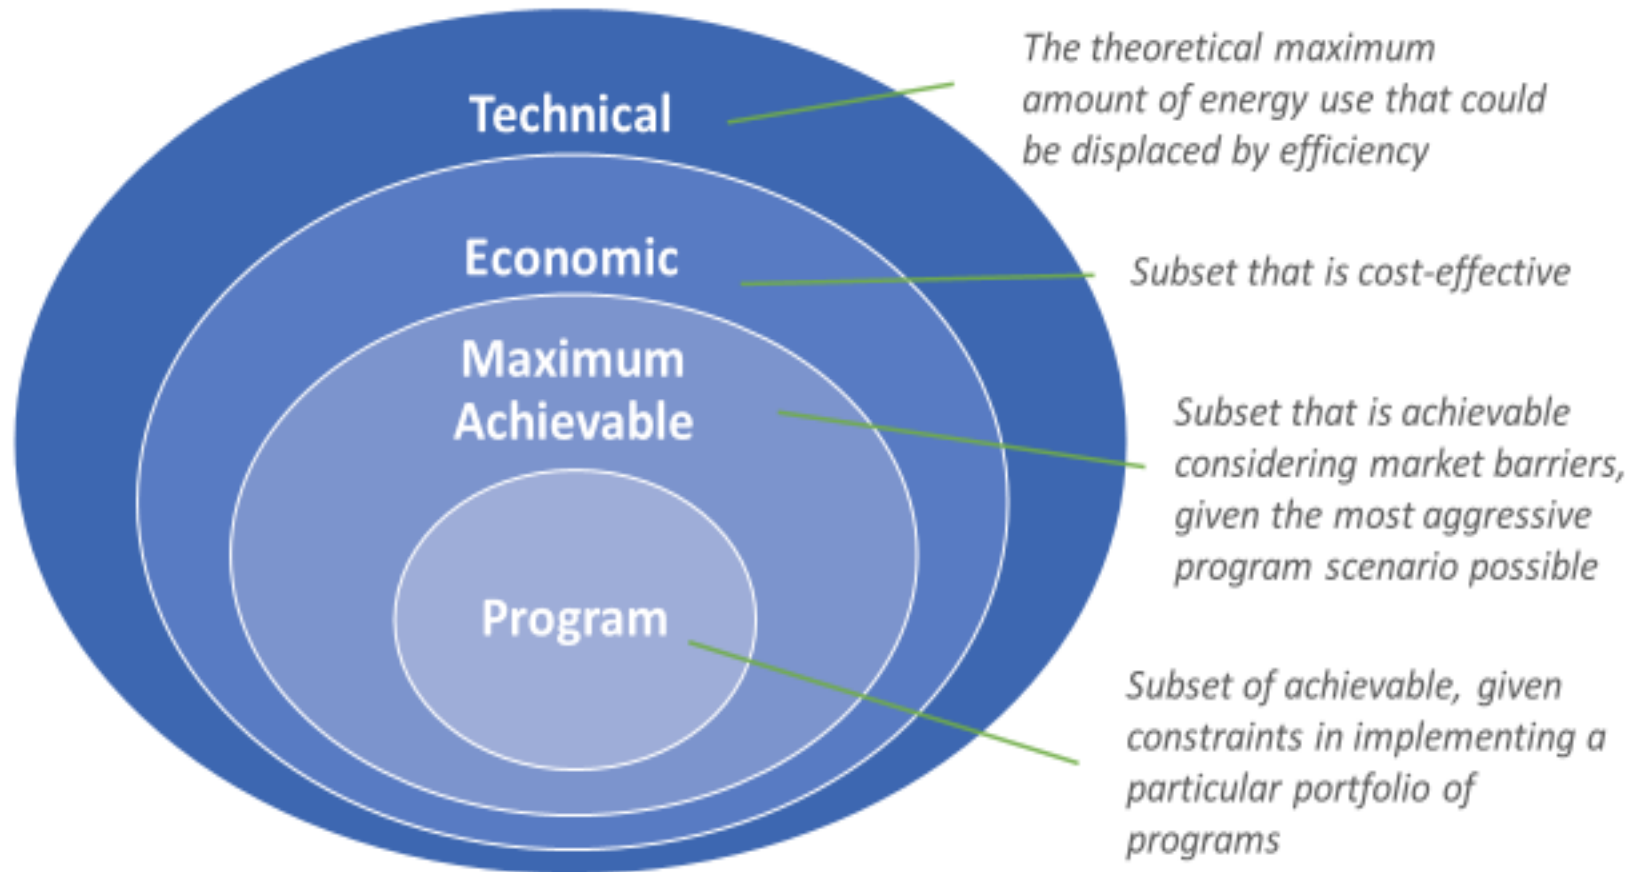 Technical
The theoretical maximum
amount of energy use that could
be displaced by efficiency
Economic
Subset that is cost-effective
Maximum
Achievable
Subset that is achievable
considering market barriers,
given the most aggressive
program scenario possible
Program
Subset of achievable, given
constraints in implementing a
particular portfolio of
programs